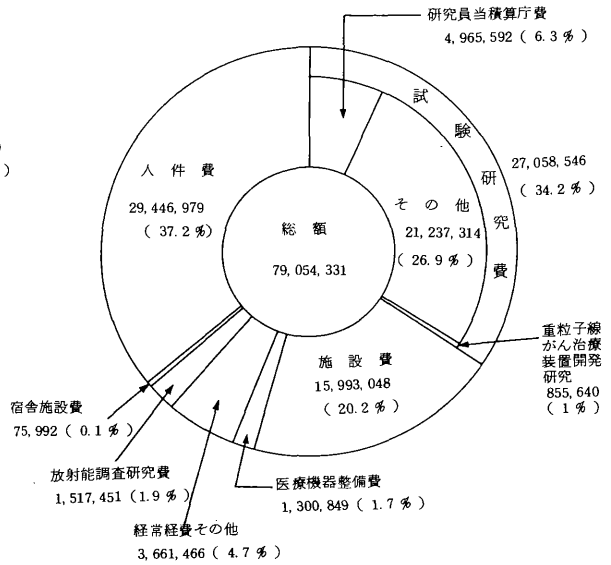 研究員当積算庁費
4,965,592 ( 6.3 % )
試験研究費
27,058,546
( 34.2 % )
人件費
29,446,979
( 37.2 % )
その他
21,237,314
( 26.9 % )
総額
79,054,331
重粒子線
がん治療
装置開発
研究
855,640
( 1 % )
施設費
15,993,048
( 20.2 % )
宿舎施設費
75,992 ( 0.1 % )
放射能調査研究費
1,517,451 ( 1.9 % )
医療機器整備費
1,300,849 ( 1.7 % )
経常経費その他
3,661,466 ( 4.7 % )